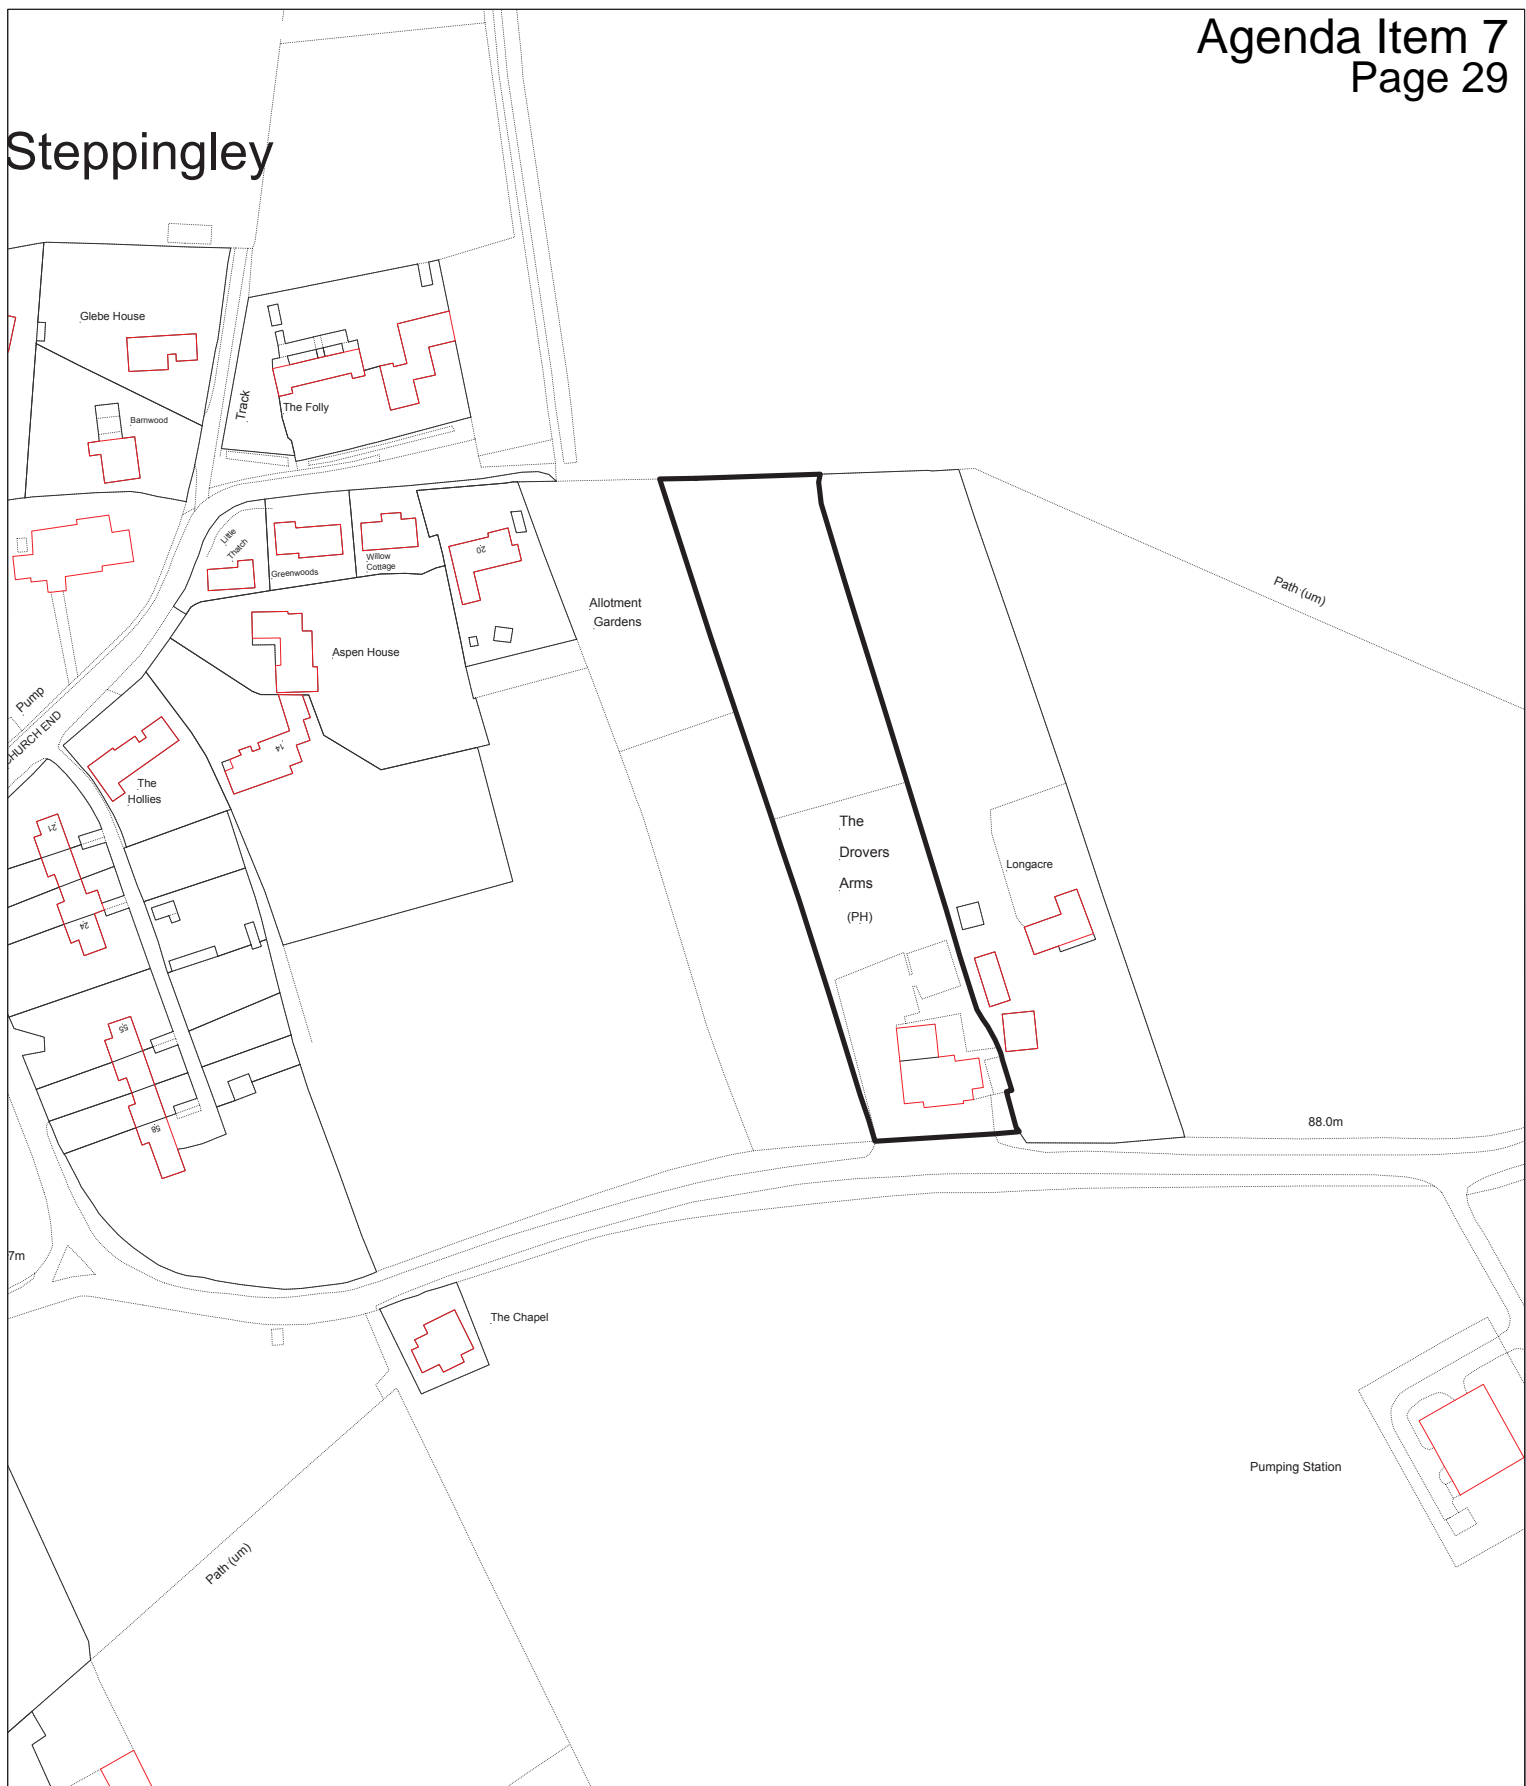 Agenda Item 7
Page 29
Steppingley
Glebe House
Barnwood
Track
The Folly
Little
Thatch
Greenwoods
Willow
Cottage
20
Allotment
Gardens
Path (um)
Aspen House
Pump
CHURCH END
14
The
Hollies
21
24
The
Drovers
Arms
(PH)
Longacre
55
58
88.0m
7m
The Chapel
Pumping Station
Path (um)